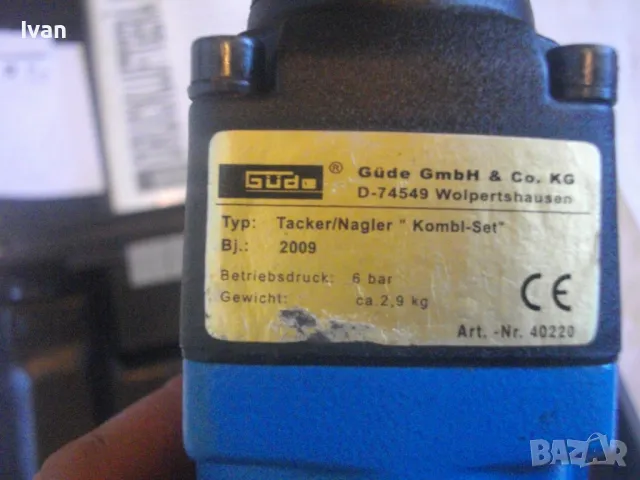 Ivan
DRUCKLUFTEN
Güde ® Güde GmbH & Co. KG
D-74549 Wolpertshausen
Typ: Tacker/Nagler " Kombi-Set"
Bj.: 2009
Betriebsdruck: 6 bar
Gewicht: ca 2,9 kg
CE
Art. -Nr. 40220
BAZAR